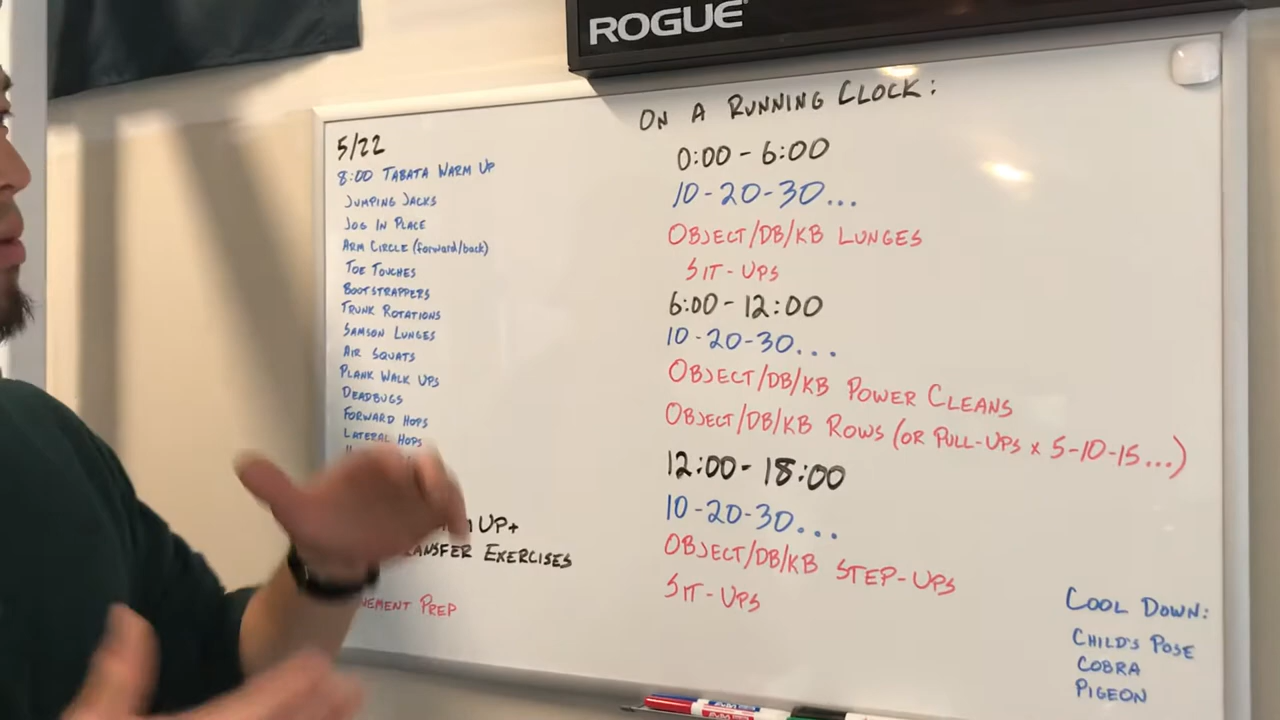 ROGUE
5/22
8:00 TABATA WARM UP
JUMPING JACKS
JOG IN PLACE
ARM CIRCLE (forward/back)
TOE TOUCHES
BOOTSTRAPPERS
TRUNK ROTATIONS
SAMSON LUNGES
AIR SQUATS
PLANK WALK UPS
DEADBUGS
FORWARD HOPS
LATERAL HOPS
UP+
EXERCISES
PREP
ON A RUNNING CLOCK:
0:00 - 6:00
10-20-30...
OBJECT/DB/KB LUNGES
SIT-UPS
6:00 - 12:00
10-20-30...
OBJECT/DB/KB POWER CLEANS
OBJECT/DB/KB ROWS (OR PULL-UPS x 5-10-15...)
12:00 - 18:00
10-20-30...
OBJECT/DB/KB STEP-UPS
SIT-UPS
COOL DOWN:
CHILD'S POSE
COBRA
PIGEON